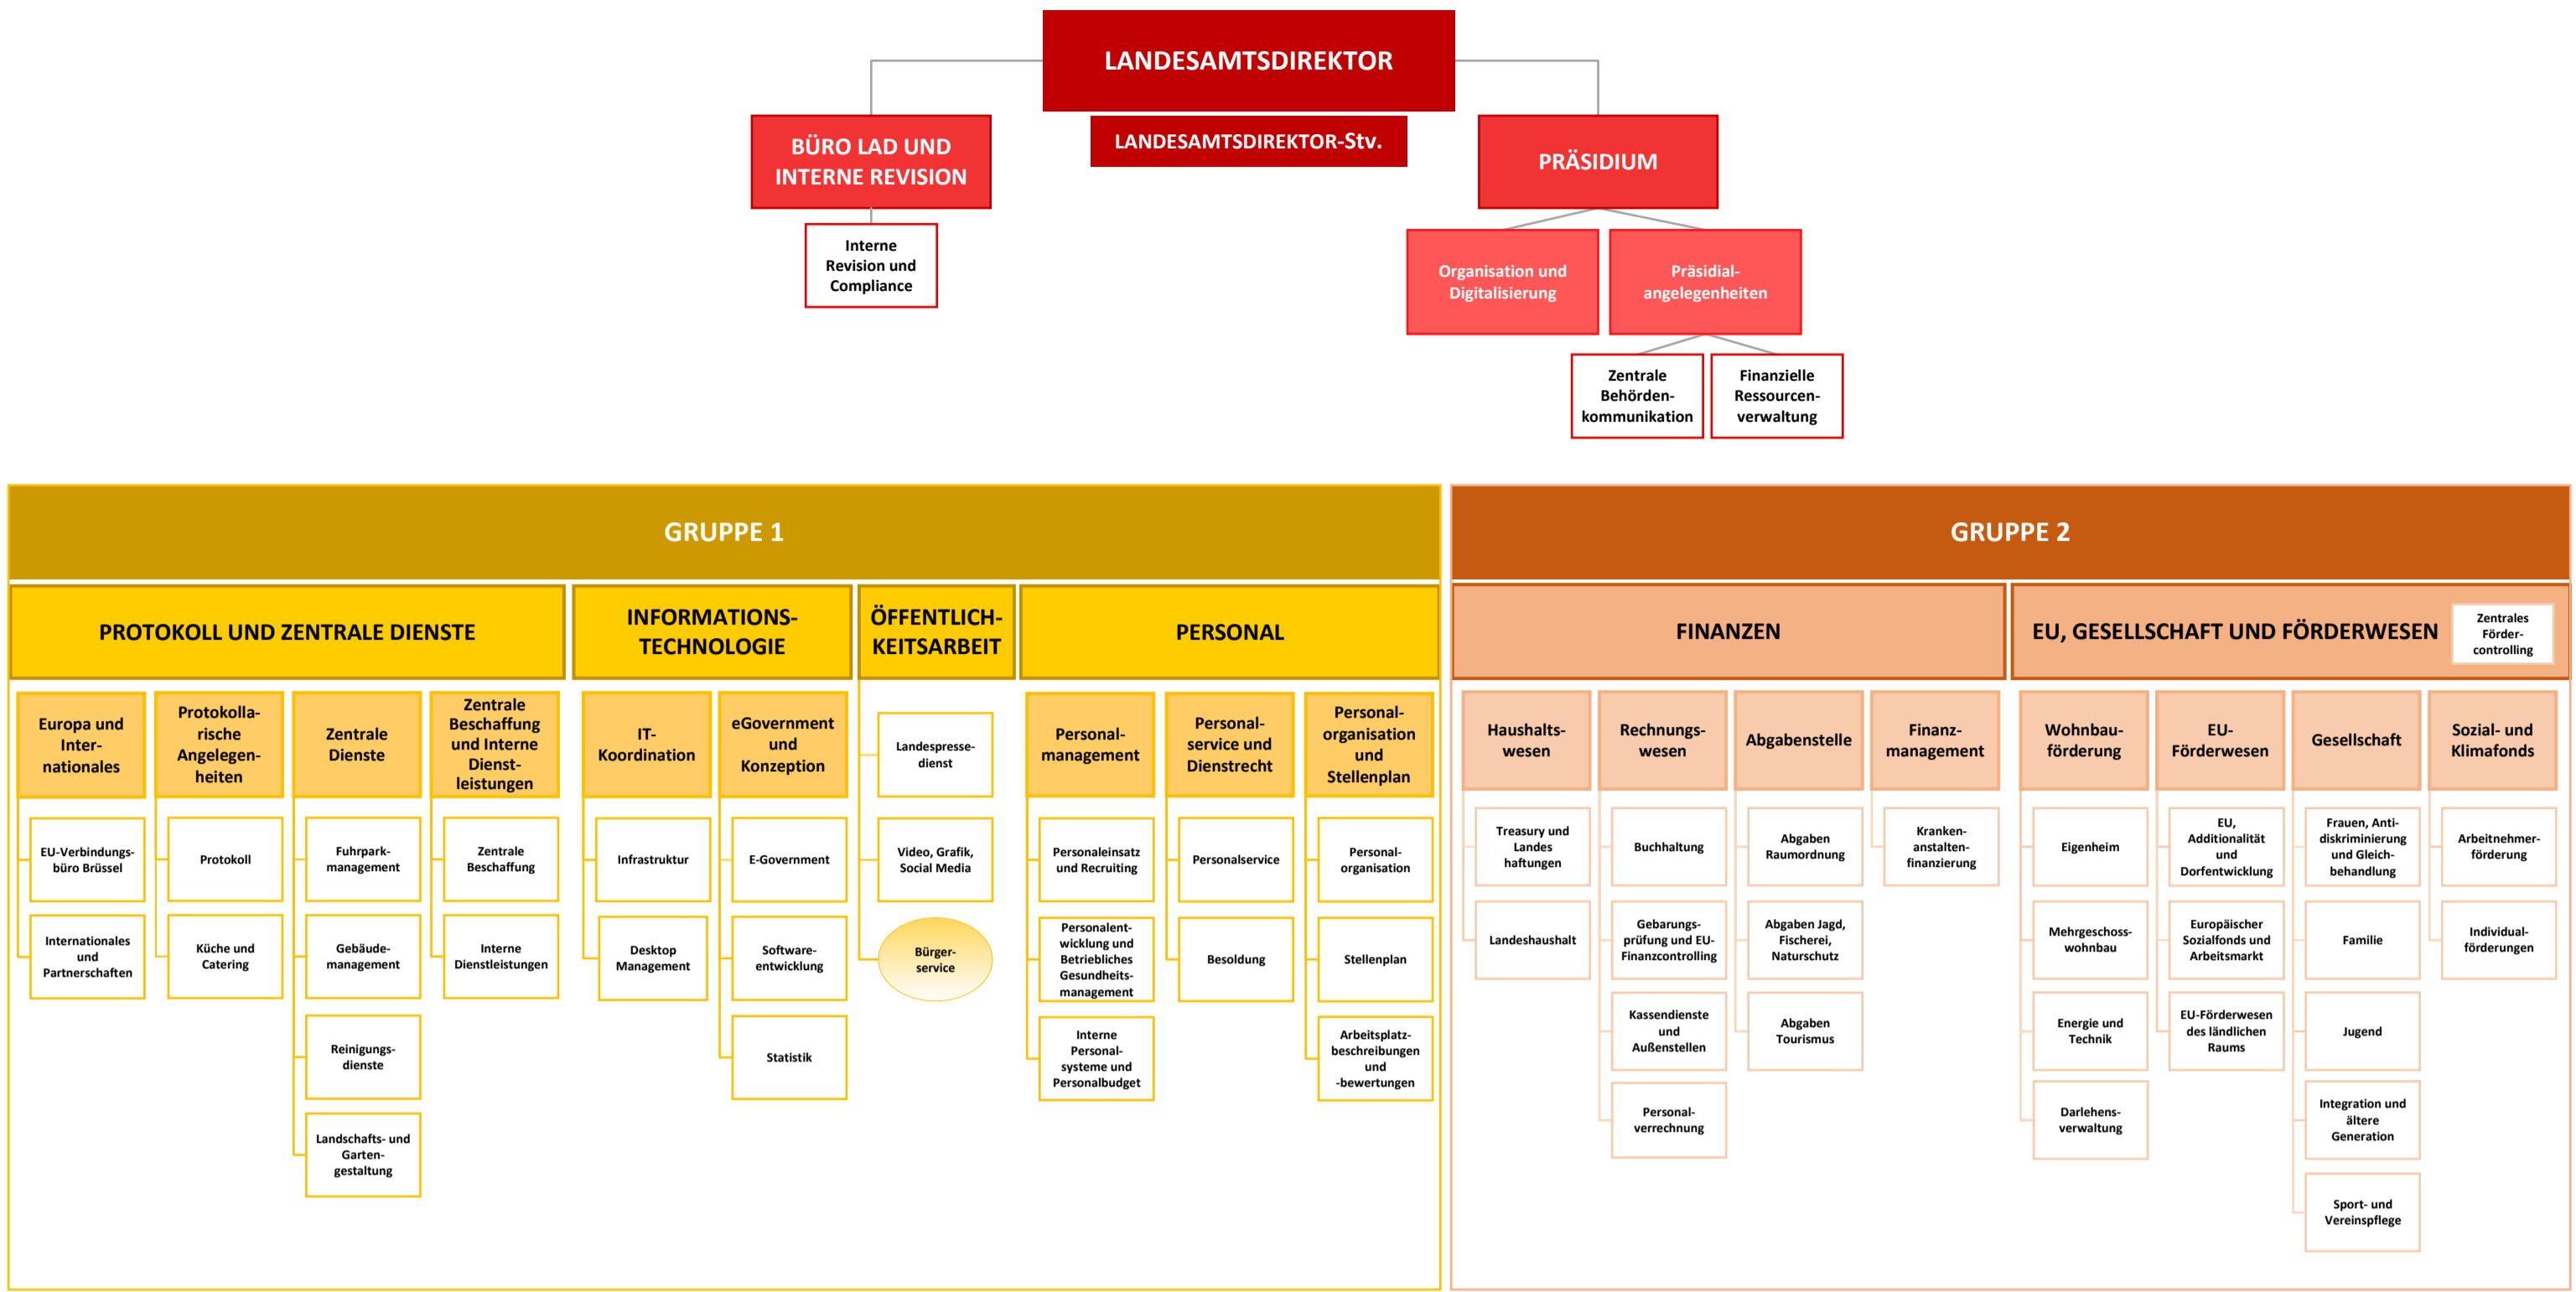 LANDESAMTSDIREKTOR
LANDESAMTSDIREKTOR-Stv.
BÜRO LAD UND
INTERNE REVISION
Interne
Revision und
Compliance
PRÄSIDIUM
Organisation und
Digitalisierung
Präsidial-
angelegenheiten
Zentrale
Behörden-
kommunikation
Finanzielle
Ressourcen-
verwaltung
GRUPPE 1
PROTOKOLL UND ZENTRALE DIENSTE
Europa und
Inter-
nationales
EU-Verbindungs-
büro Brüssel
Internationales
und
Partnerschaften
Protokolla-
rische
Angelegen-
heiten
Protokoll
Küche und
Catering
Zentrale
Dienste
Fuhrpark-
management
Gebäude-
management
Reinigungs-
dienste
Landschafts- und
Garten-
gestaltung
Zentrale
Beschaffung
und Interne
Dienst-
leistungen
Zentrale
Beschaffung
Interne
Dienstleistungen
INFORMATIONS-
TECHNOLOGIE
IT-
Koordination
Infrastruktur
Desktop
Management
eGovernment
und
Konzeption
E-Government
Software-
entwicklung
Statistik
ÖFFENTLICH-
KEITSARBEIT
Landespresse-
dienst
Video, Grafik,
Social Media
Bürger-
service
PERSONAL
Personal-
management
Personaleinsatz
und Recruiting
Personalent-
wicklung und
Betriebliches
Gesundheits-
management
Interne
Personal-
systeme und
Personalbudget
Personal-
service und
Dienstrecht
Personalservice
Besoldung
Personal-
organisation
und
Stellenplan
Personal-
organisation
Stellenplan
Arbeitsplatz-
beschreibungen
und
-bewertungen
GRUPPE 2
FINANZEN
Haushalts-
wesen
Treasury und
Landes
haftungen
Landeshaushalt
Rechnungs-
wesen
Buchhaltung
Gebarungs-
prüfung und EU-
Finanzcontrolling
Kassendienste
und
Außenstellen
Personal-
verrechnung
Abgabenstelle
Abgaben
Raumordnung
Abgaben Jagd,
Fischerei,
Naturschutz
Abgaben
Tourismus
Finanz-
management
Kranken-
anstalten-
finanzierung
EU, GESELLSCHAFT UND FÖRDERWESEN
Zentrales
Förder-
controlling
Wohnbau-
förderung
Eigenheim
Mehrgeschoss-
wohnbau
Energie und
Technik
Darlehens-
verwaltung
EU-
Förderwesen
EU,
Additionalität
und
Dorfentwicklung
Europäischer
Sozialfonds und
Arbeitsmarkt
EU-Förderwesen
des ländlichen
Raums
Gesellschaft
Frauen, Anti-
diskriminierung
und Gleich-
behandlung
Familie
Jugend
Integration und
ältere
Generation
Sport- und
Vereinspflege
Sozial- und
Klimafonds
Arbeitnehmer-
förderung
Individual-
förderungen